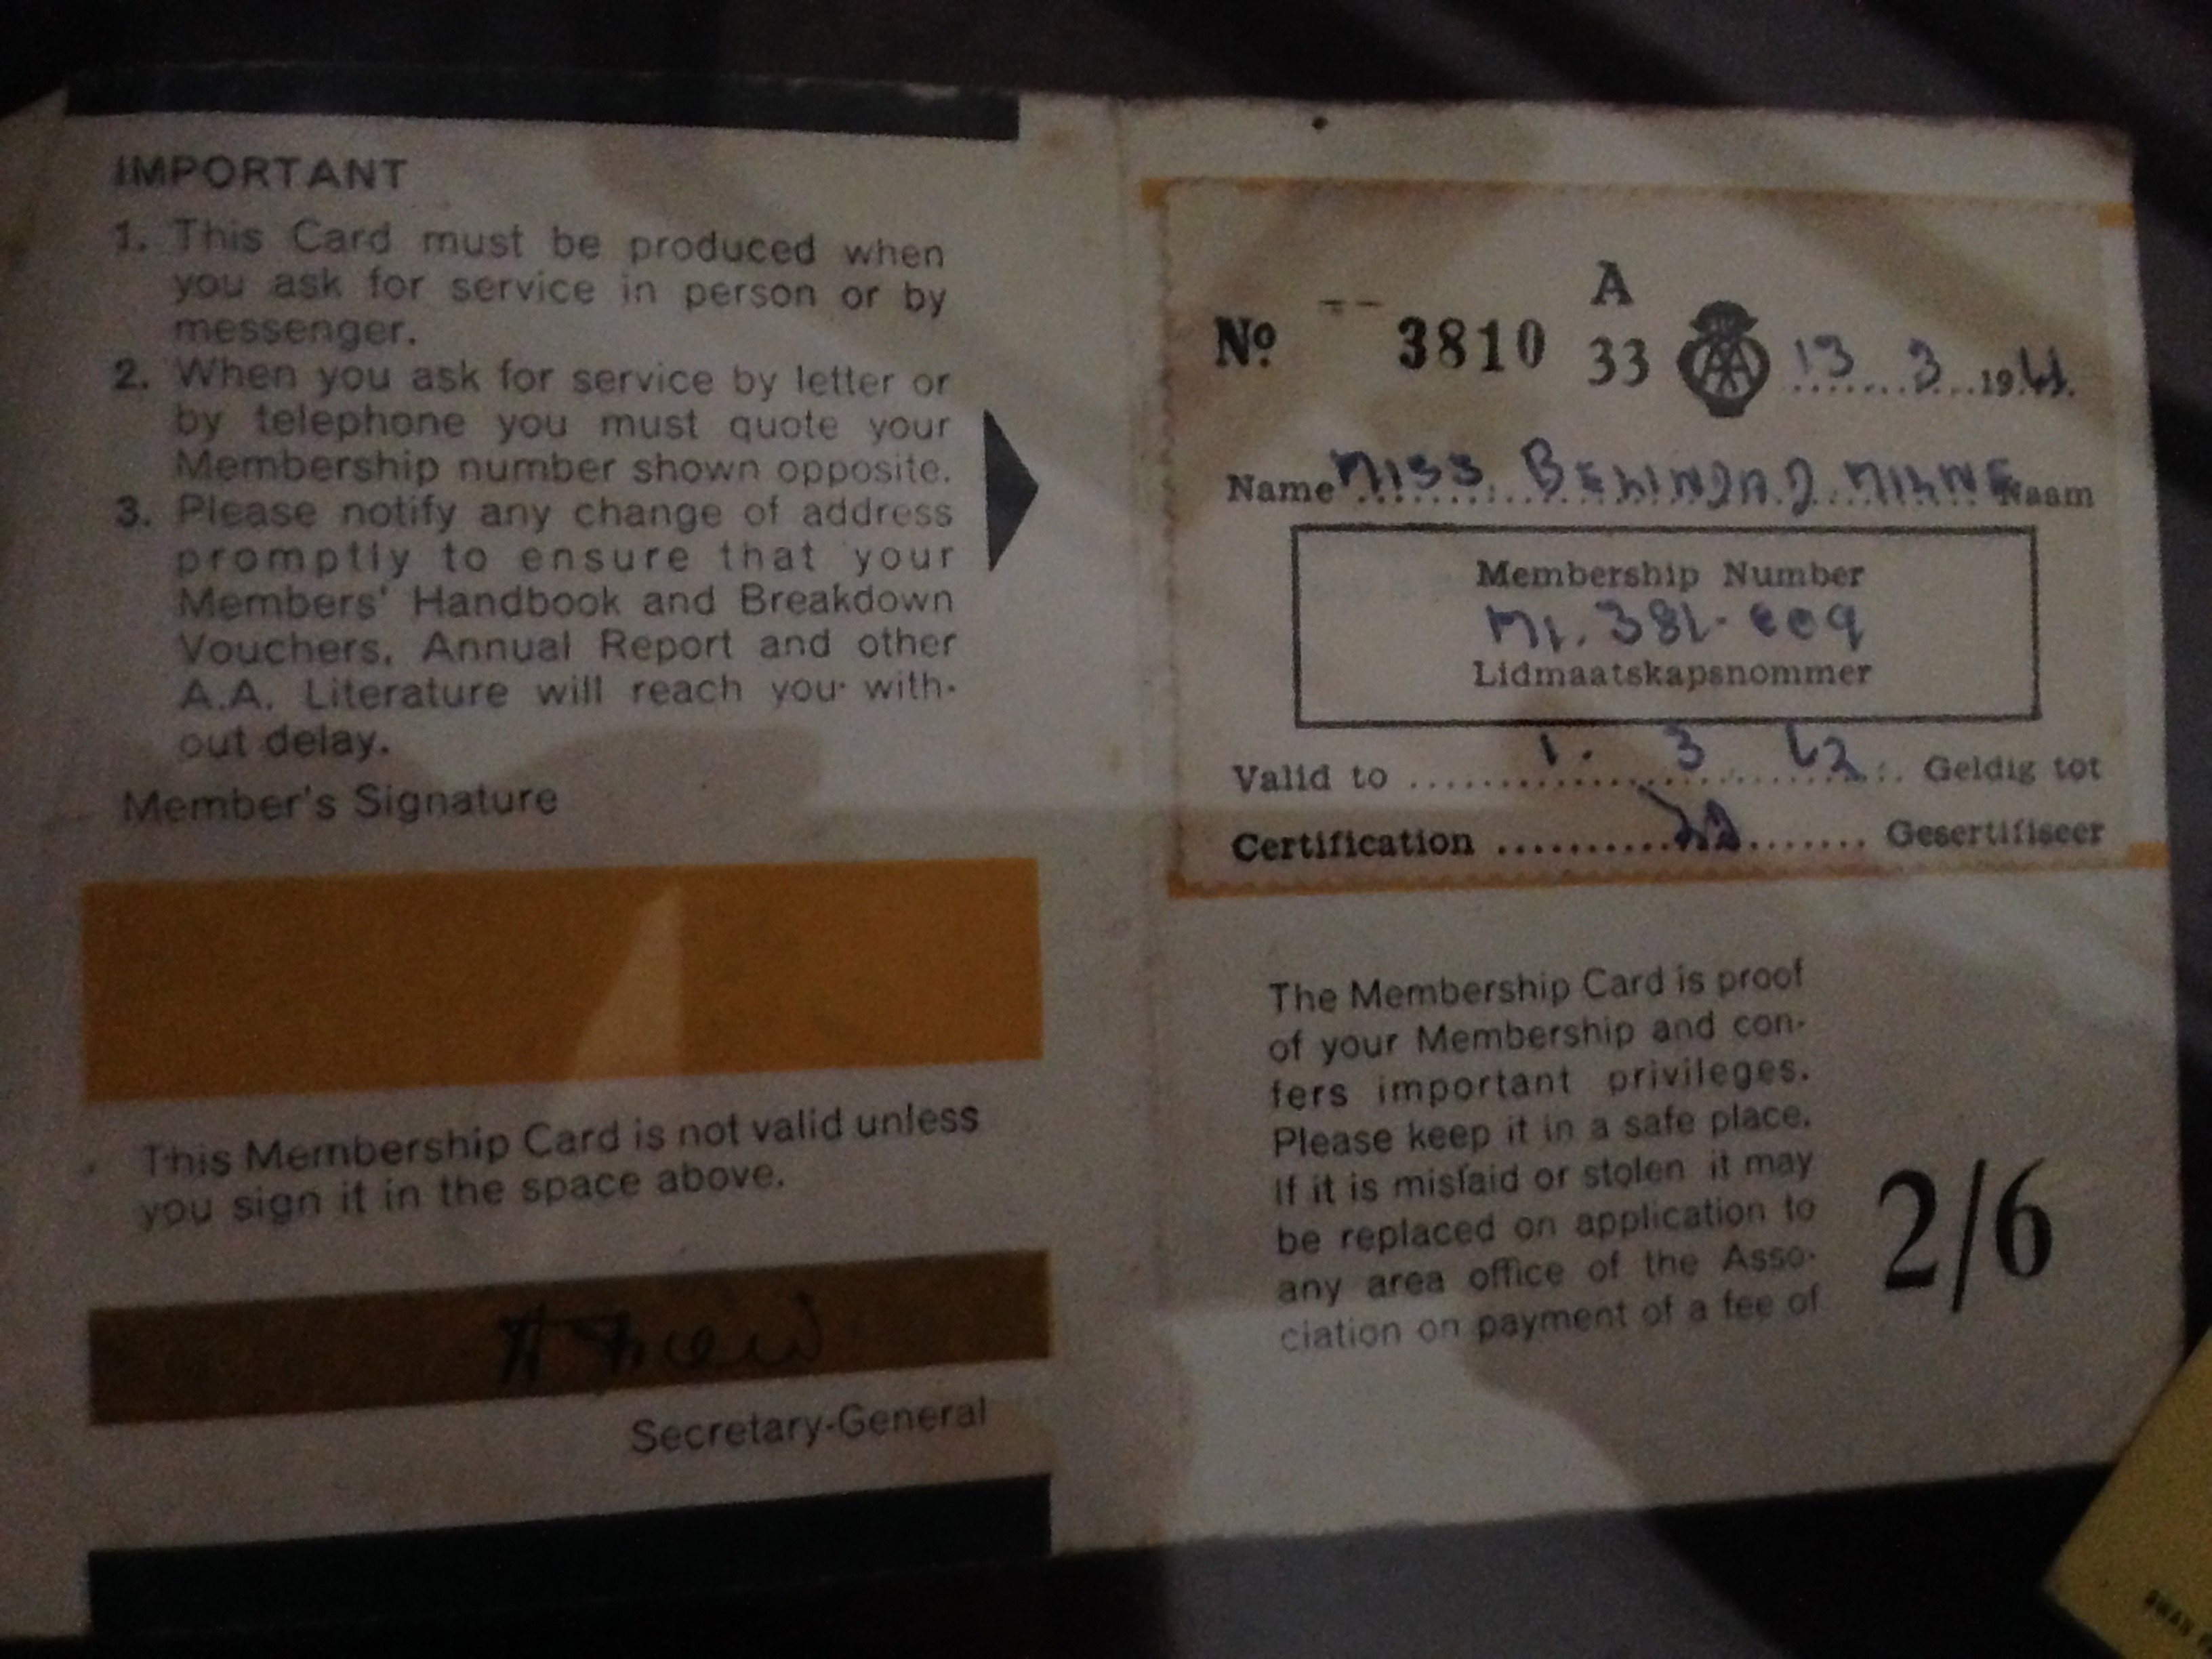 IMPORTANT
1. This Card must be produced when
you ask for service in person or by
messenger.
2. When you ask for service by letter or
by telephone you must quote your
Membership number shown opposite.
3. Please notify any change of address
promptly to ensure that your
Members' Handbook and Breakdown
Vouchers, Annual Report and other
A.A. Literature will reach you with-
out delay.
Member's Signature
This Membership Card is not valid unless
you sign it in the space above.
Secretary-General
A
No 3810 33 AA 13 3 1961.
Name MISS Naam
Membership Number
Lidmaatskapsnommer
Valid to 1. 3 62 Geldig tot
Certification Gesertifiseer
The Membership Card is proof
of your Membership and con-
fers important privileges.
Please keep it in a safe place.
If it is mislaid or stolen it may
be replaced on application to
any area office of the Asso-
ciation on payment of a fee of
2/6